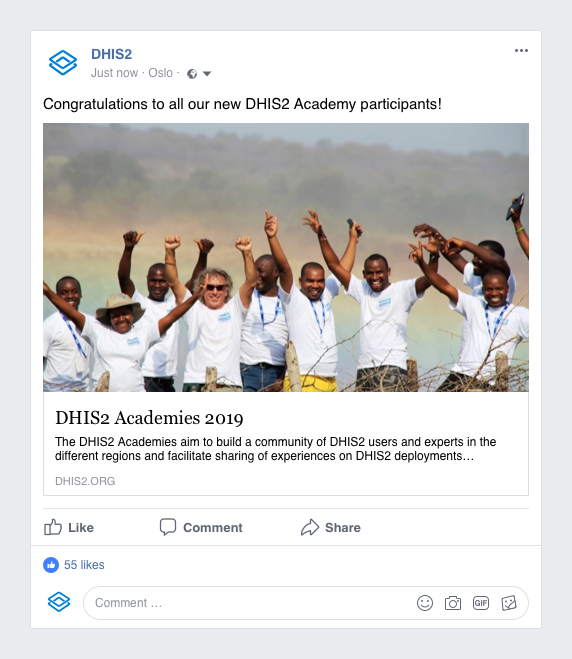 DHIS2
Just now · Oslo ·
Congratulations to all our new DHIS2 Academy participants!
DHIS2 Academies 2019
The DHIS2 Academies aim to build a community of DHIS2 users and experts in the
different regions and facilitate sharing of experiences on DHIS2 deployments…
DHIS2.ORG
Like Comment Share
55 likes
Comment … GIF